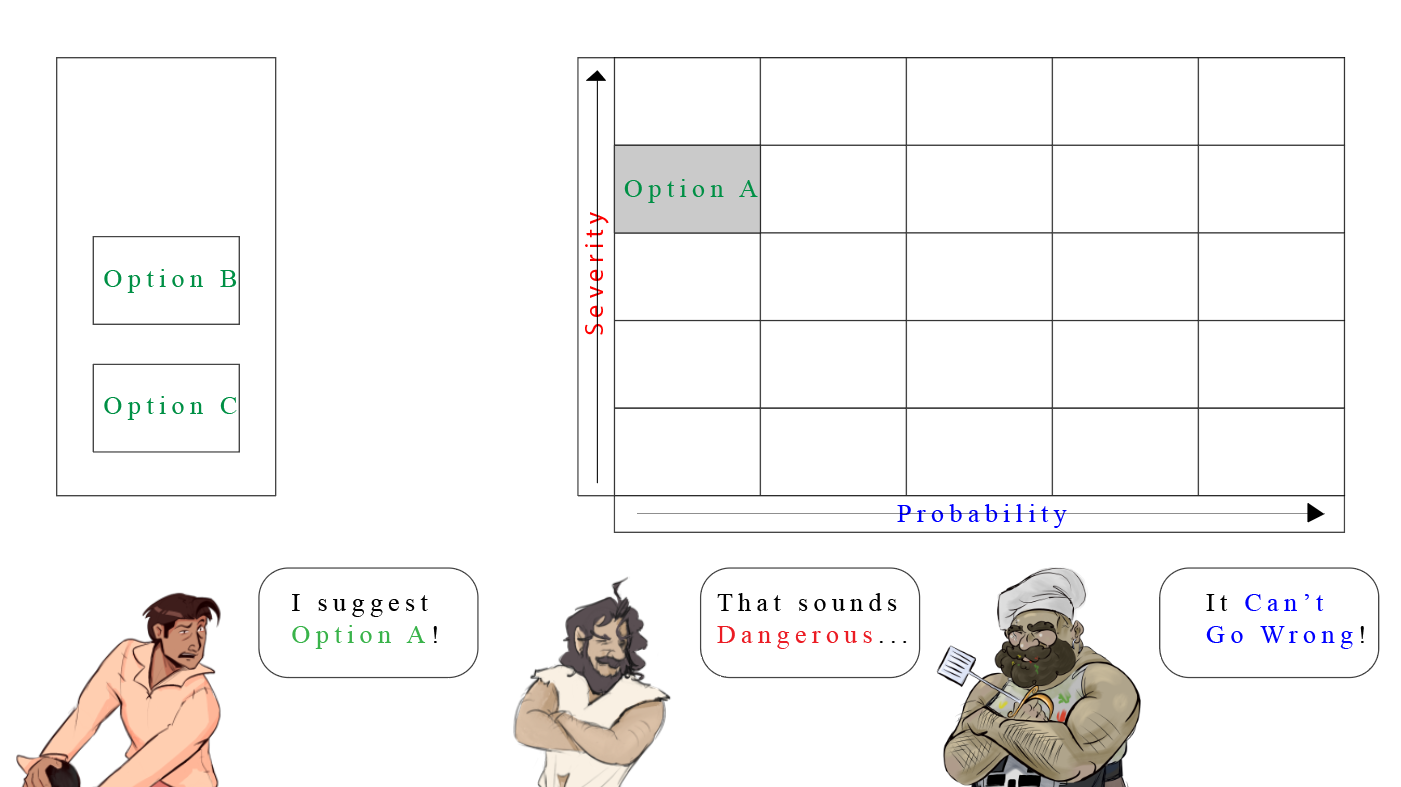 Option A
Option B
Option C
Severity
Probability
I suggest
Option A!
That sounds
Dangerous...
It Can't
Go Wrong!